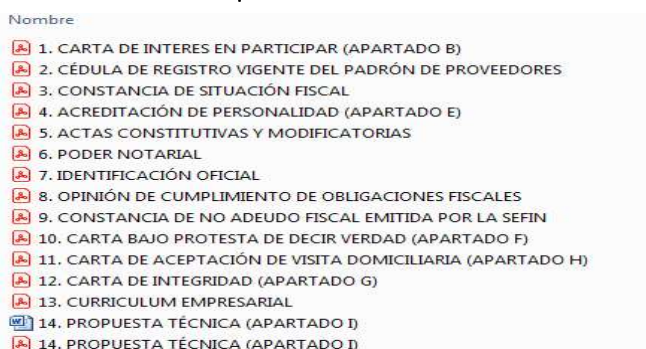 Nombre
1. CARTA DE INTERES EN PARTICIPAR (APARTADO B)
2. CÉDULA DE REGISTRO VIGENTE DEL PADRÓN DE PROVEEDORES
3. CONSTANCIA DE SITUACIÓN FISCAL
4. ACREDITACIÓN DE PERSONALIDAD (APARTADO E)
5. ACTAS CONSTITUTIVAS Y MODIFICATORIAS
6. PODER NOTARIAL
7. IDENTIFICACIÓN OFICIAL
8. OPINIÓN DE CUMPLIMIENTO DE OBLIGACIONES FISCALES
9. CONSTANCIA DE NO ADEUDO FISCAL EMITIDA POR LA SEFIN
10. CARTA BAJO PROTESTA DE DECIR VERDAD (APARTADO F)
11. CARTA DE ACEPTACIÓN DE VISITA DOMICILIARIA (APARTADO H)
12. CARTA DE INTEGRIDAD (APARTADO G)
13. CURRICULUM EMPRESARIAL
14. PROPUESTA TÉCNICA (APARTADO I)
14. PROPUESTA TÉCNICA (APARTADO I)